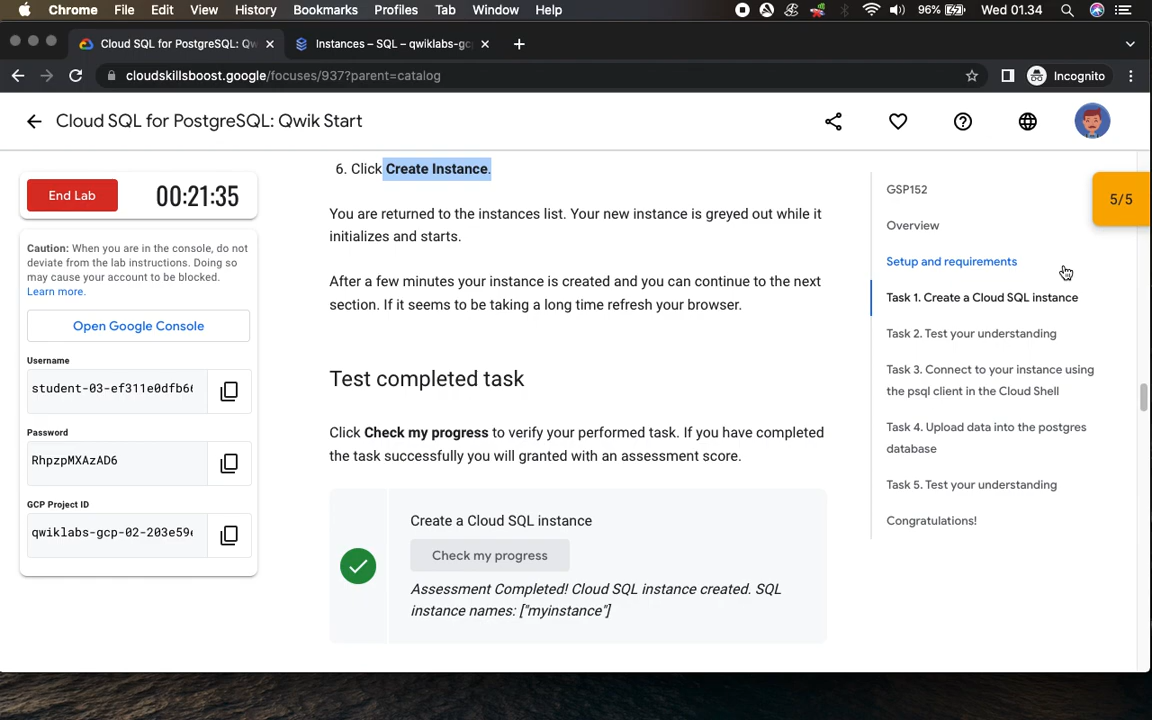 Chrome File Edit View History Bookmarks Profiles Tab Window Help 96% Wed 01.34
Cloud SQL for PostgreSQL: Qw
Instances – SQL – qwiklabs-gc
cloudskillsboost.google/focuses/937?parent=catalog
Incognito
Cloud SQL for PostgreSQL: Qwik Start
End Lab
00:21:35
Caution: When you are in the console, do not
deviate from the lab instructions. Doing so
may cause your account to be blocked.
Learn more.
Open Google Console
Username
student-03-ef311e0dfb6
Password
RhpzpMXAzAD6
GCP Project ID
qwiklabs-gcp-02-203e59
6. Click Create Instance.
You are returned to the instances list. Your new instance is greyed out while it
initializes and starts.
After a few minutes your instance is created and you can continue to the next
section. If it seems to be taking a long time refresh your browser.
Test completed task
Click Check my progress to verify your performed task. If you have completed
the task successfully you will granted with an assessment score.
Create a Cloud SQL instance
Check my progress
Assessment Completed! Cloud SQL instance created. SQL
instance names: ["myinstance"]
GSP152
Overview
Setup and requirements
Task 1. Create a Cloud SQL instance
Task 2. Test your understanding
Task 3. Connect to your instance using
the psql client in the Cloud Shell
Task 4. Upload data into the postgres
database
Task 5. Test your understanding
Congratulations!
5/5